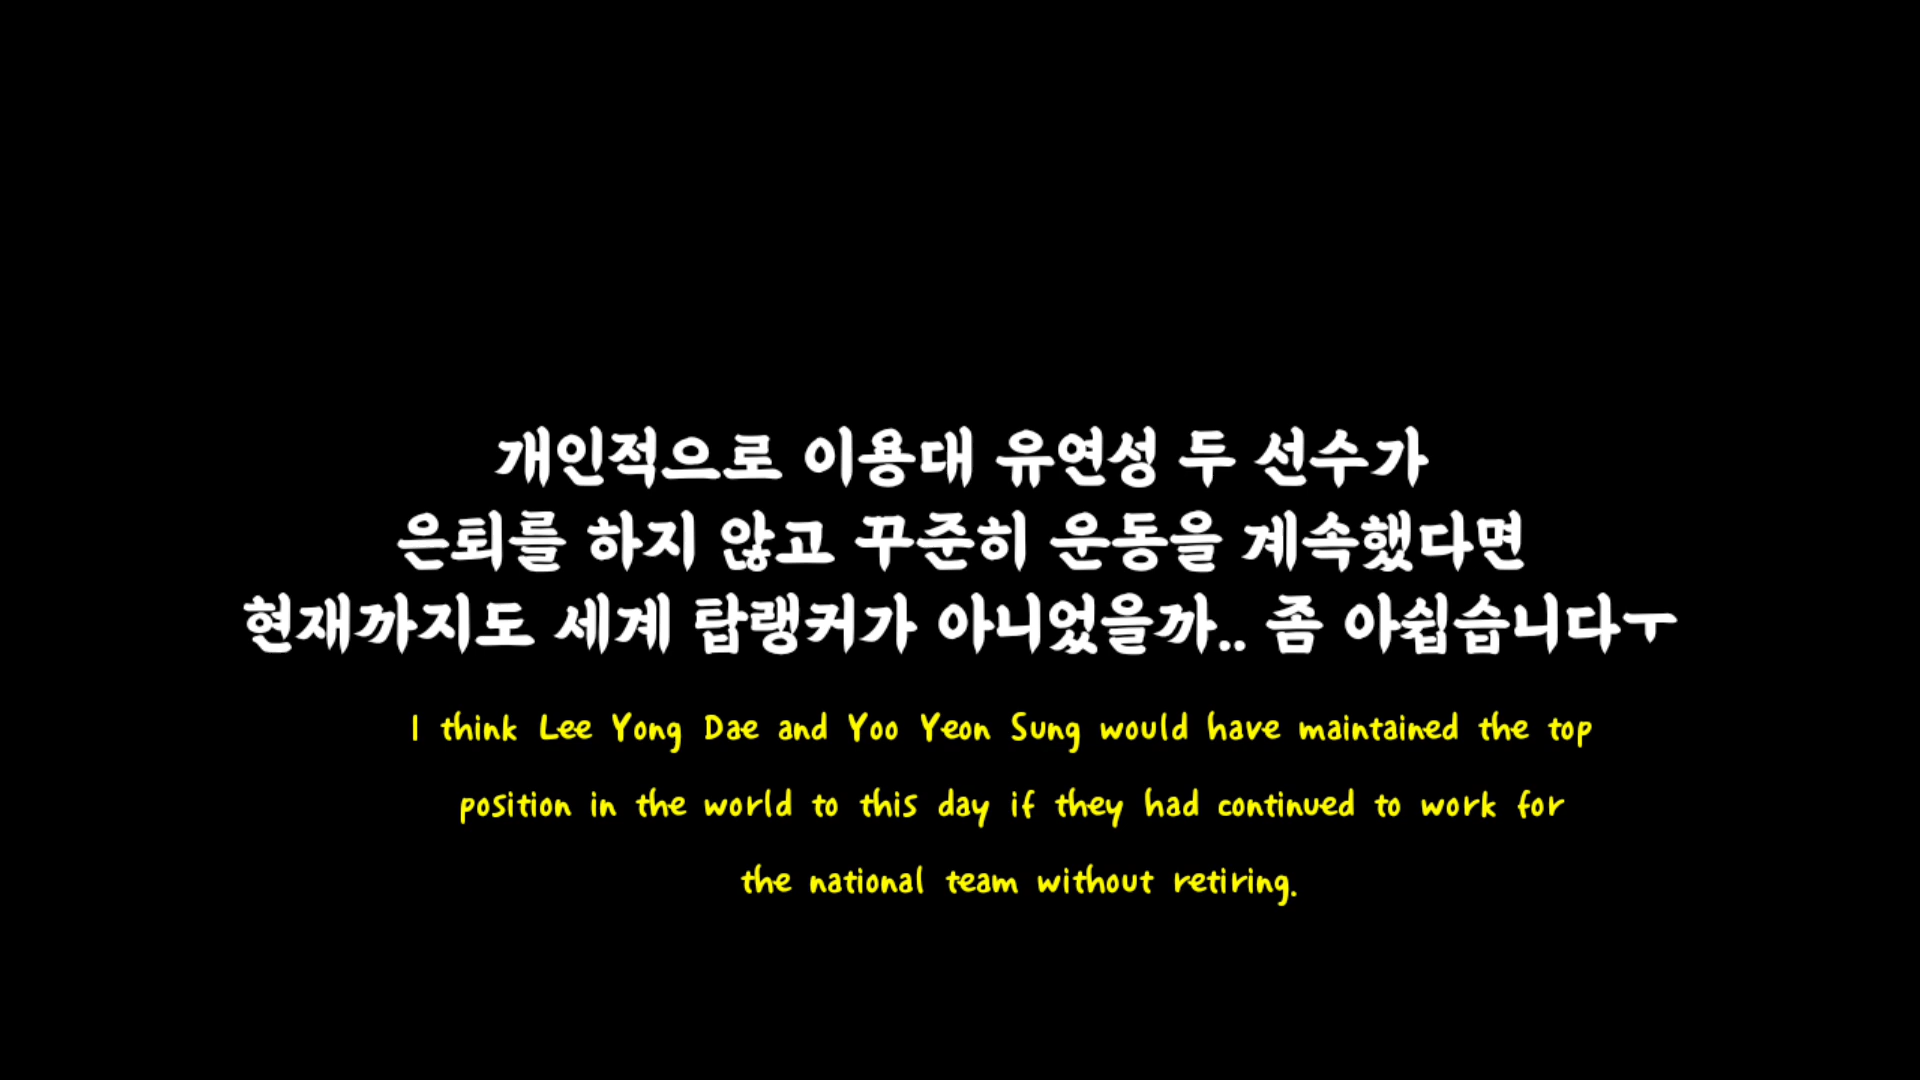 개인적으로 이용대 유연성 두 선수가
은퇴를 하지 않고 꾸준히 운동을 계속했다면
현재까지도 세계 탑랭커가 아니었을까.. 좀 아쉽습니다ㅜ
I think Lee Yong Dae and Yoo Yeon Sung would have maintained the top
position in the world to this day if they had continued to work for
the national team without retiring.